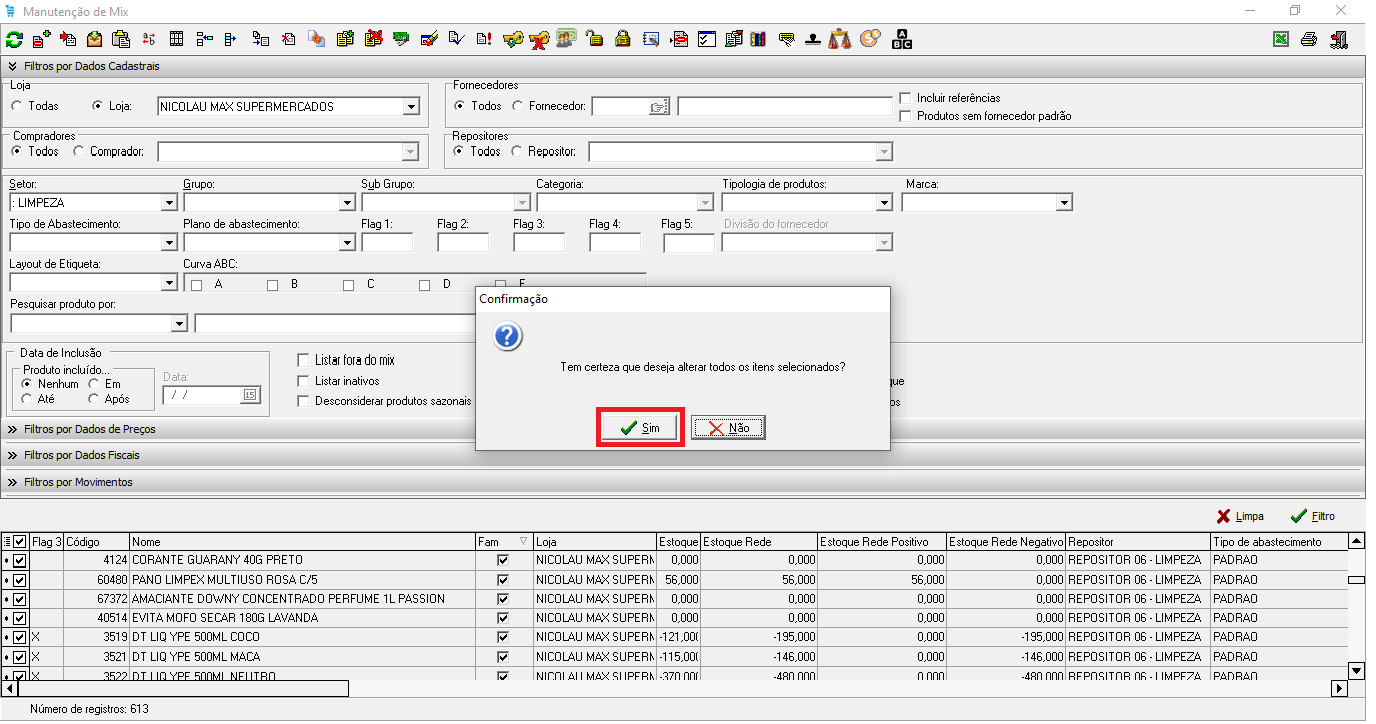 Manutenção de Mix
Filtros por Dados Cadastrais
Loja
Todas Loja: NICOLAU MAX SUPERMERCADOS
Fornecedores
Todos Fornecedor:
Incluir referências
Produtos sem fornecedor padrão
Compradores
Todos Comprador:
Repositores
Todos Repositor:
Setor: Grupo: Sub Grupo: Categoria: Tipologia de produtos: Marca:
: LIMPEZA
Tipo de Abastecimento: Plano de abastecimento: Flag 1: Flag 2: Flag 3: Flag 4: Flag 5: Divisão do fornecedor
Layout de Etiqueta: Curva ABC:
A B C D E
Pesquisar produto por:
Confirmação
Tem certeza que deseja alterar todos os itens selecionados?
Sim Não
Data de Inclusão
Produto incluído...
Nenhum Em
Até Após
Data:
/ / 15
Listar fora do mix
Listar inativos
Desconsiderar produtos sazonais
que
os
Filtros por Dados de Preços
Filtros por Dados Fiscais
Filtros por Movimentos
Limpa Filtro
Flag 3 Código Nome Fam Loja Estoque Estoque Rede Estoque Rede Positivo Estoque Rede Negativo Repositor Tipo de abastecimento
4124 CORANTE GUARANY 40G PRETO NICOLAU MAX SUPERM 0,000 0,000 0,000 0,000 REPOSITOR 06 - LIMPEZA PADRAO
60480 PANO LIMPEX MULTIUSO ROSA C/5 NICOLAU MAX SUPERM 56,000 56,000 56,000 0,000 REPOSITOR 06 - LIMPEZA PADRAO
67372 AMACIANTE DOWNY CONCENTRADO PERFUME 1L PASSION NICOLAU MAX SUPERM 0,000 0,000 0,000 0,000 REPOSITOR 06 - LIMPEZA PADRAO
40514 EVITA MOFO SECAR 180G LAVANDA NICOLAU MAX SUPERM 0,000 0,000 0,000 0,000 REPOSITOR 06 - LIMPEZA PADRAO
X 3519 DT LIQ YPE 500ML COCO NICOLAU MAX SUPERM -121,000 -195,000 0,000 -195,000 REPOSITOR 06 - LIMPEZA PADRAO
X 3521 DT LIQ YPE 500ML MACA NICOLAU MAX SUPERM -115,000 -146,000 0,000 -146,000 REPOSITOR 06 - LIMPEZA PADRAO
X 3522 DT LIQ YPE 500ML NEUTRO NICOLAU MAX SUPERM -370,000 -480,000 0,000 -480,000 REPOSITOR 06 - LIMPEZA PADRAO
Número de registros: 613